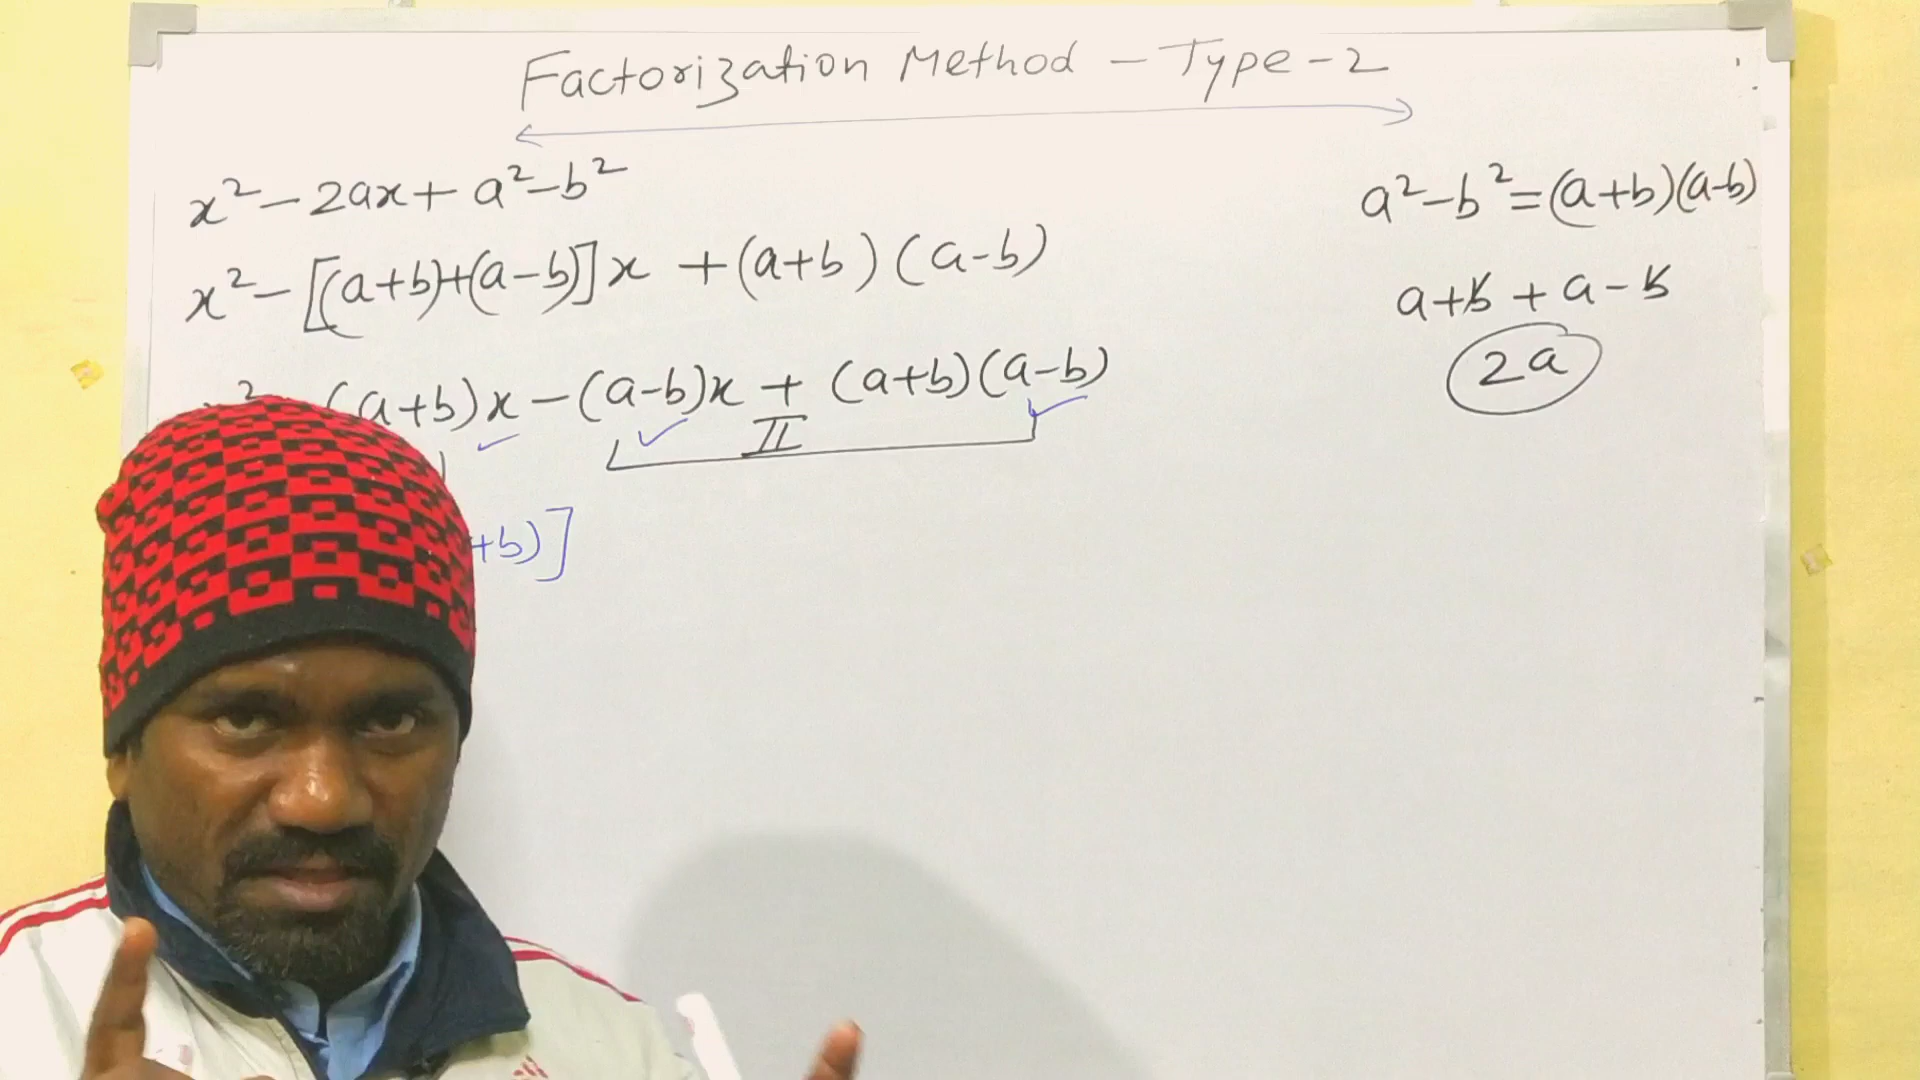 Factorization Method - Type-2
x² - 2ax + a² - b²
x² - [(a+b)+(a-b)]x + (a+b)(a-b)
(a+b)x - (a-b)x + (a+b)(a-b)
II
+b)]
a² - b² = (a+b)(a-b)
a+b + a-b
2a